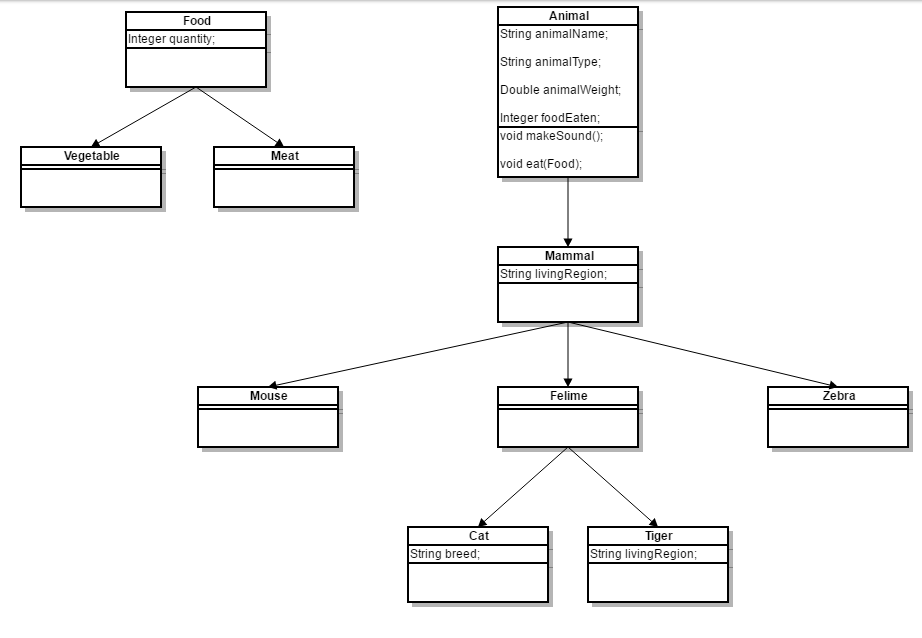 Food
Integer quantity;
Animal
String animalName;
String animalType;
Double animalWeight;
Integer foodEaten;
void makeSound();
void eat(Food);
Vegetable
Meat
Mammal
String livingRegion;
Mouse
Felime
Zebra
Cat
String breed;
Tiger
String livingRegion;